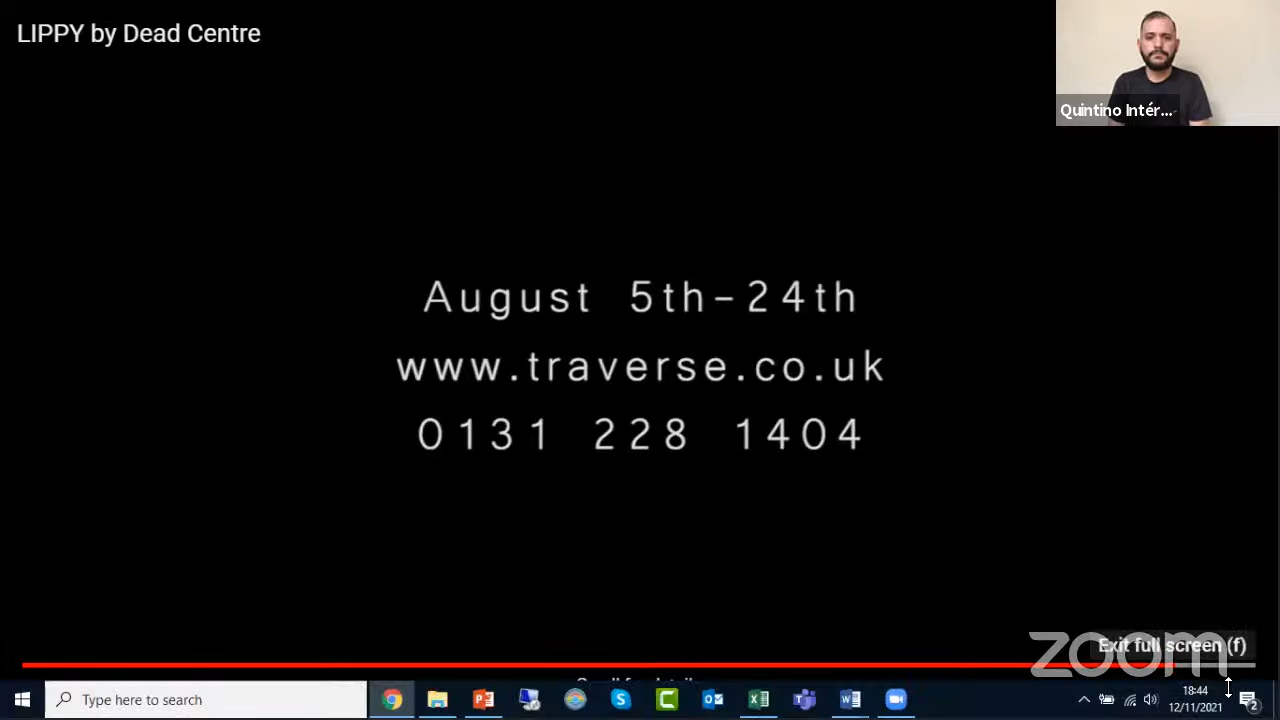 LIPPY by Dead Centre
Quintino Intér...
August 5th-24th
www.traverse.co.uk
0131 228 1404
Exit full screen (f)
zoom
Type here to search
18:44
12/11/2021
2